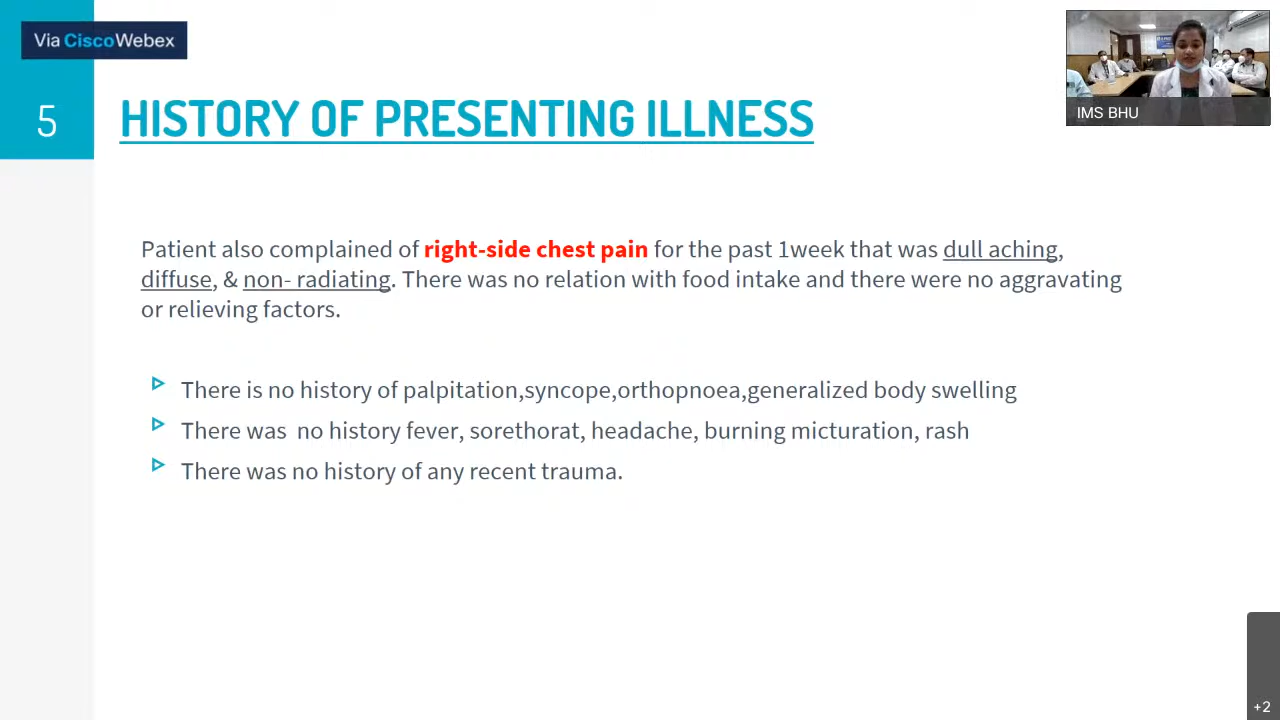 Via CiscoWebex
5
HISTORY OF PRESENTING ILLNESS
IMS BHU
Patient also complained of right-side chest pain for the past 1week that was dull aching,
diffuse, & non- radiating. There was no relation with food intake and there were no aggravating
or relieving factors.
There is no history of palpitation,syncope,orthopnoea,generalized body swelling
There was  no history fever, sorethorat, headache, burning micturation, rash
There was no history of any recent trauma.
+2